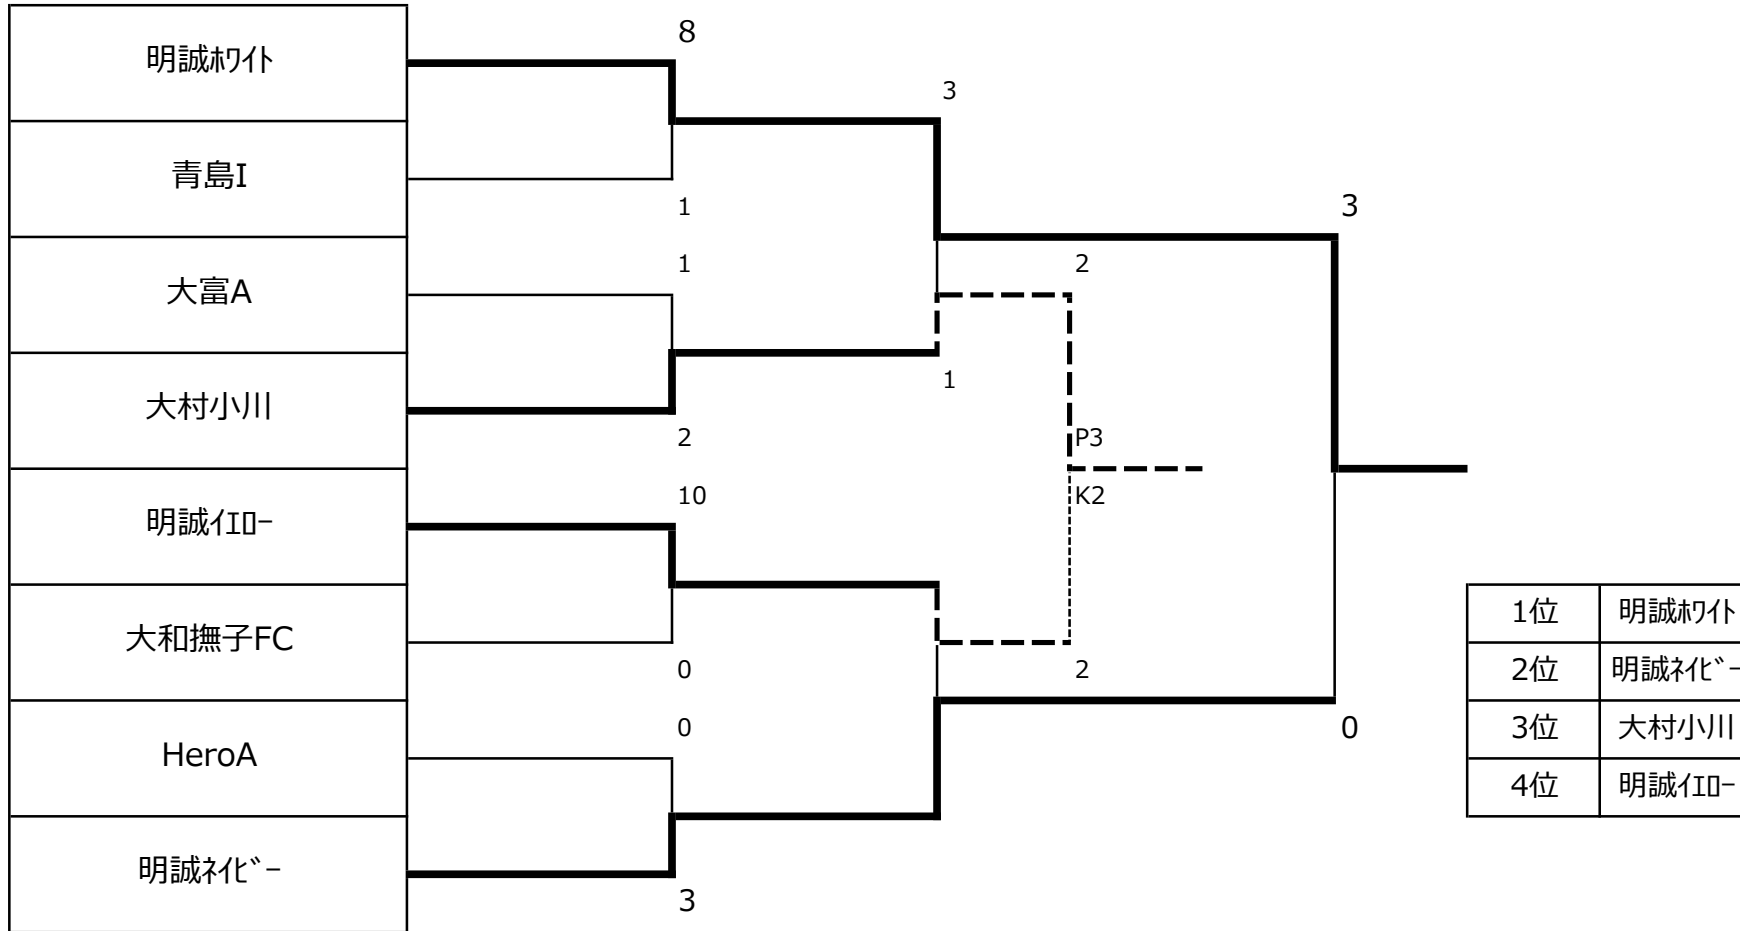 明誠ﾎﾜｲﾄ
青島I
大富A
大村小川
明誠ｲｴﾛｰ
大和撫子FC
HeroA
明誠ﾈｲﾋﾞｰ
8
1
1
2
10
0
0
3
3
1
2
P3
K2
2
3
0
1位 明誠ﾎﾜｲﾄ
2位 明誠ﾈｲﾋﾞｰ
3位 大村小川
4位 明誠ｲｴﾛｰ